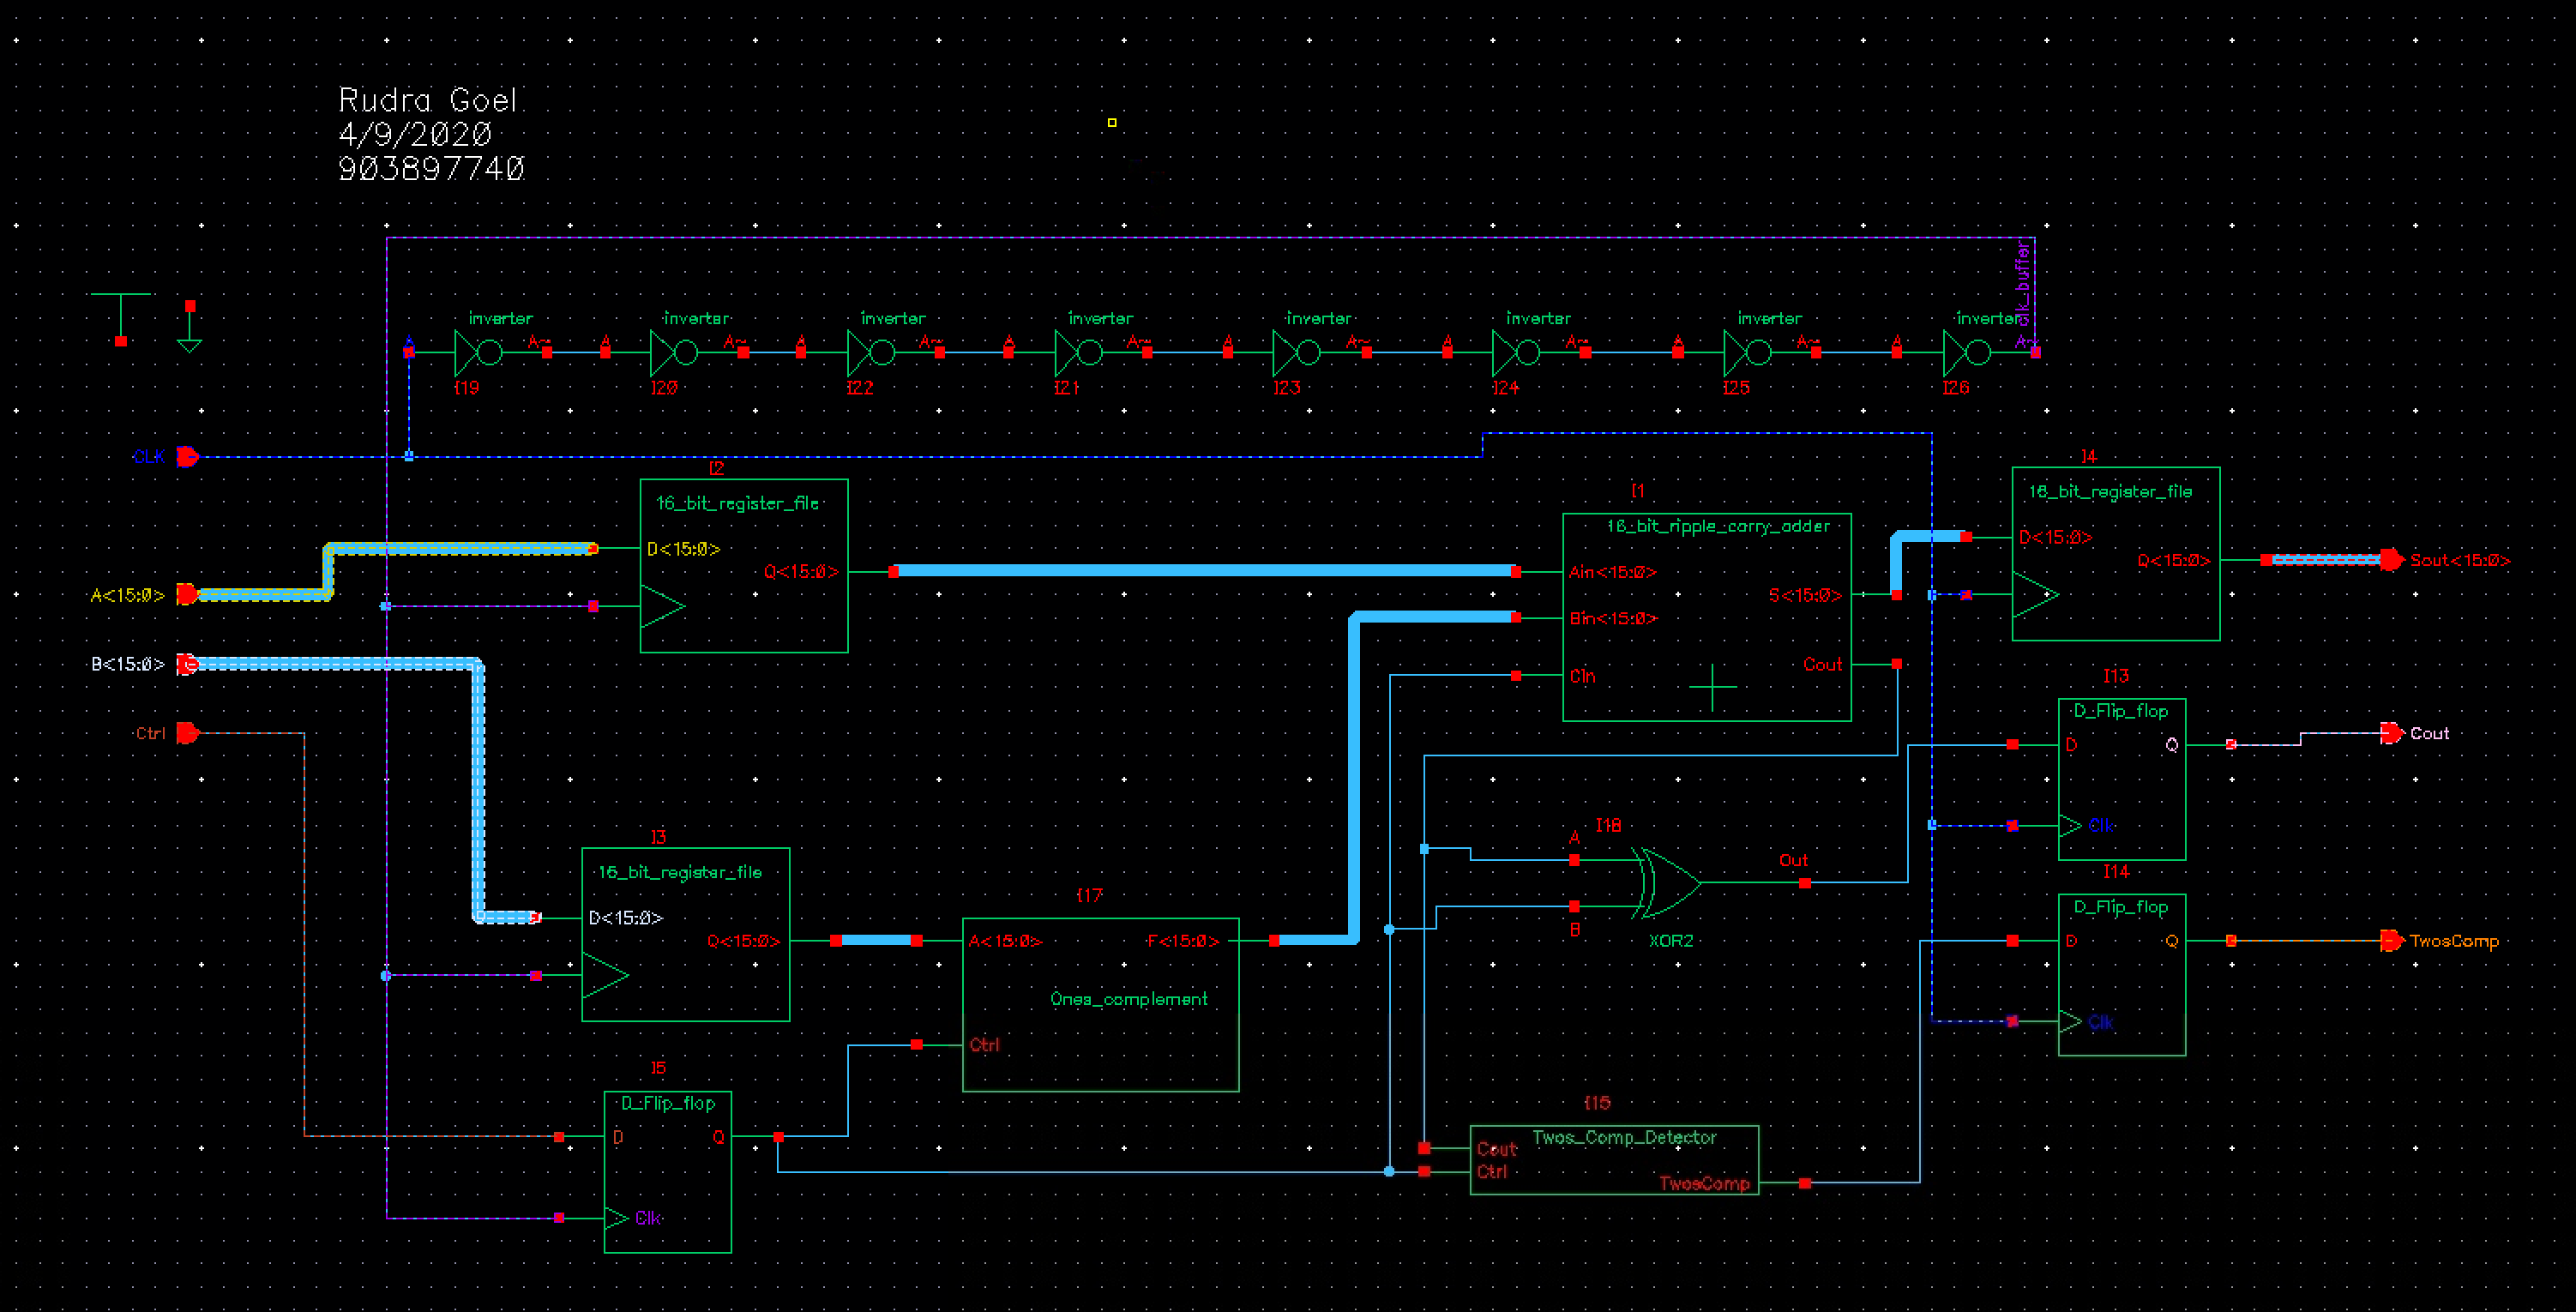 Rudra Goel
4/9/2020
903897740
clk_buffer
inverter
inverter
inverter
inverter
inverter
inverter
inverter
inverter
A A~ A A~ A A~ A A~ A A~ A A~ A A~ A A~
I19 I20 I22 I21 I23 I24 I25 I26
CLK
I2
16_bit_register_file
D<15:0>
Q<15:0>
I1
16_bit_ripple_carry_adder
Ain<15:0>
Bin<15:0>
CIn
S<15:0>
Cout
I4
16_bit_register_file
D<15:0>
Q<15:0>
Sout<15:0>
A<15:0>
B<15:0>
Ctrl
I13
D_Flip_flop
D Q
Clk
Cout
I3
16_bit_register_file
D<15:0>
Q<15:0>
I17
A<15:0> F<15:0>
Ones_complement
Ctrl
I18
A
B
Out
XOR2
I14
D_Flip_flop
D Q
Clk
TwosComp
I5
D_Flip_flop
D Q
Clk
I15
Twos_Comp_Detector
Cout
Ctrl
TwosComp